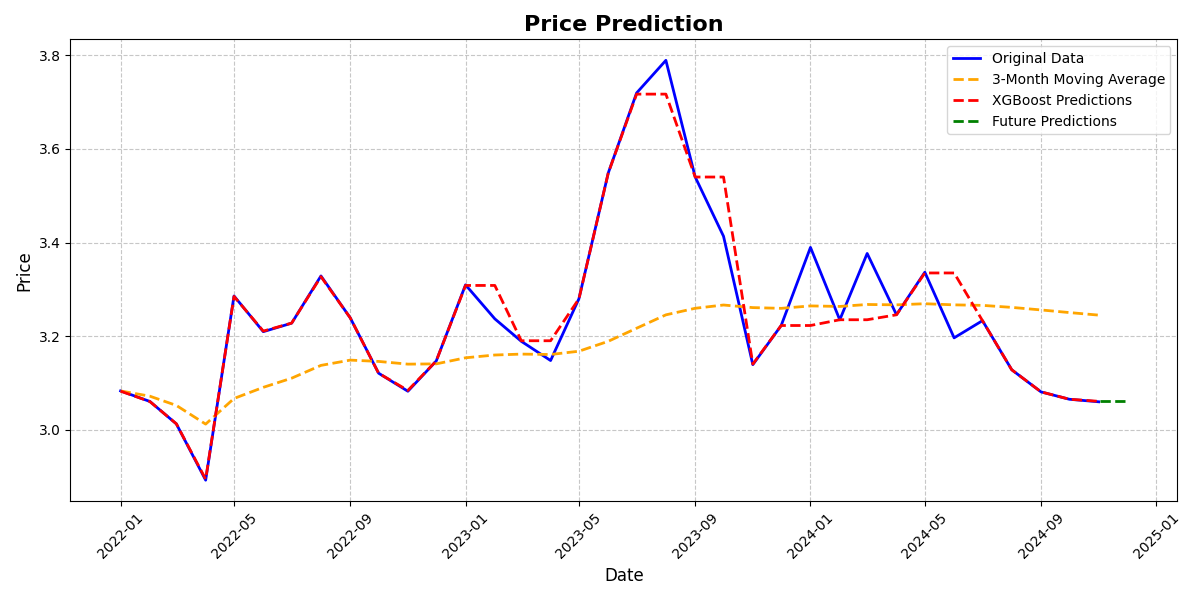 Price Prediction
Original Data
3-Month Moving Average
XGBoost Predictions
Future Predictions
3.8
3.6
3.4
3.2
3.0
Price
2022-01
2022-05
2022-09
2023-01
2023-05
2023-09
2024-01
2024-05
2024-09
2025-01
Date